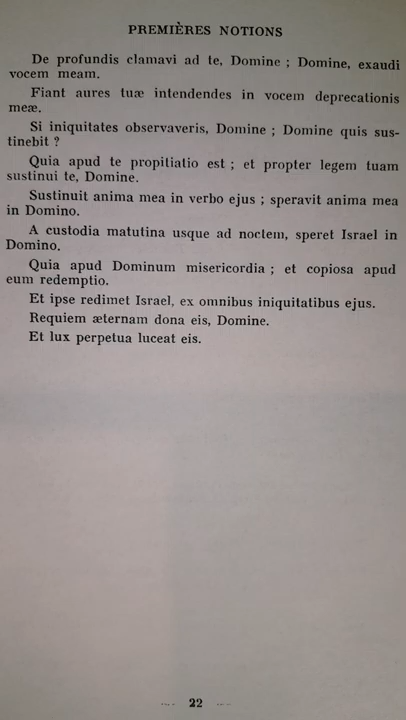 PREMIÈRES NOTIONS
De profundis clamavi ad te, Domine ; Domine, exaudi
vocem meam.
Fiant aures tuæ intendendes in vocem deprecationis
meæ.
Si iniquitates observaveris, Domine ; Domine quis sus-
tinebit ?
Quia apud te propitiatio est ; et propter legem tuam
sustinui te, Domine.
Sustinuit anima mea in verbo ejus ; speravit anima mea
in Domino.
A custodia matutina usque ad noctem, speret Israel in
Domino.
Quia apud Dominum misericordia ; et copiosa apud
eum redemptio.
Et ipse redimet Israel, ex omnibus iniquitatibus ejus.
Requiem æternam dona eis, Domine.
Et lux perpetua luceat eis.
— 22 —